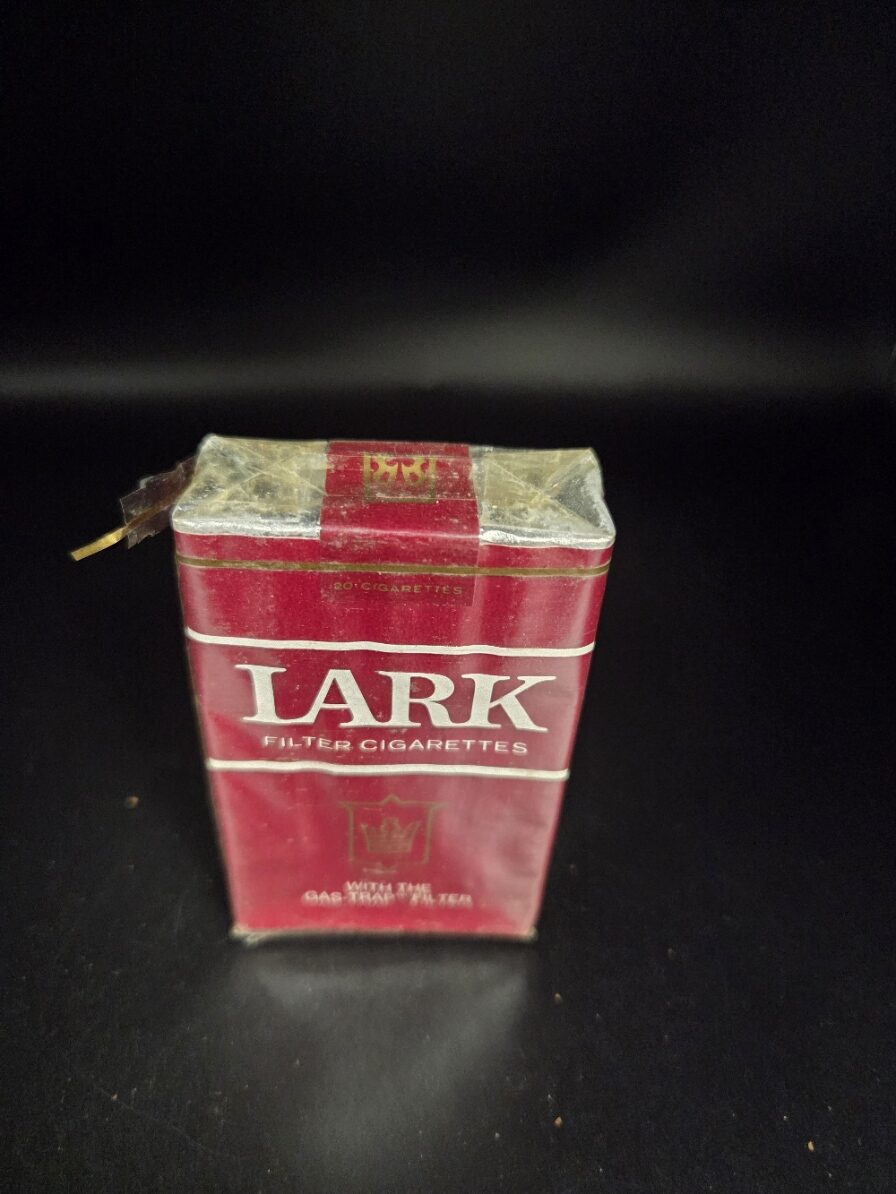 20 CIGARETTES
LARK
FILTER CIGARETTES
WITH THE
GAS-TRAP® FILTER